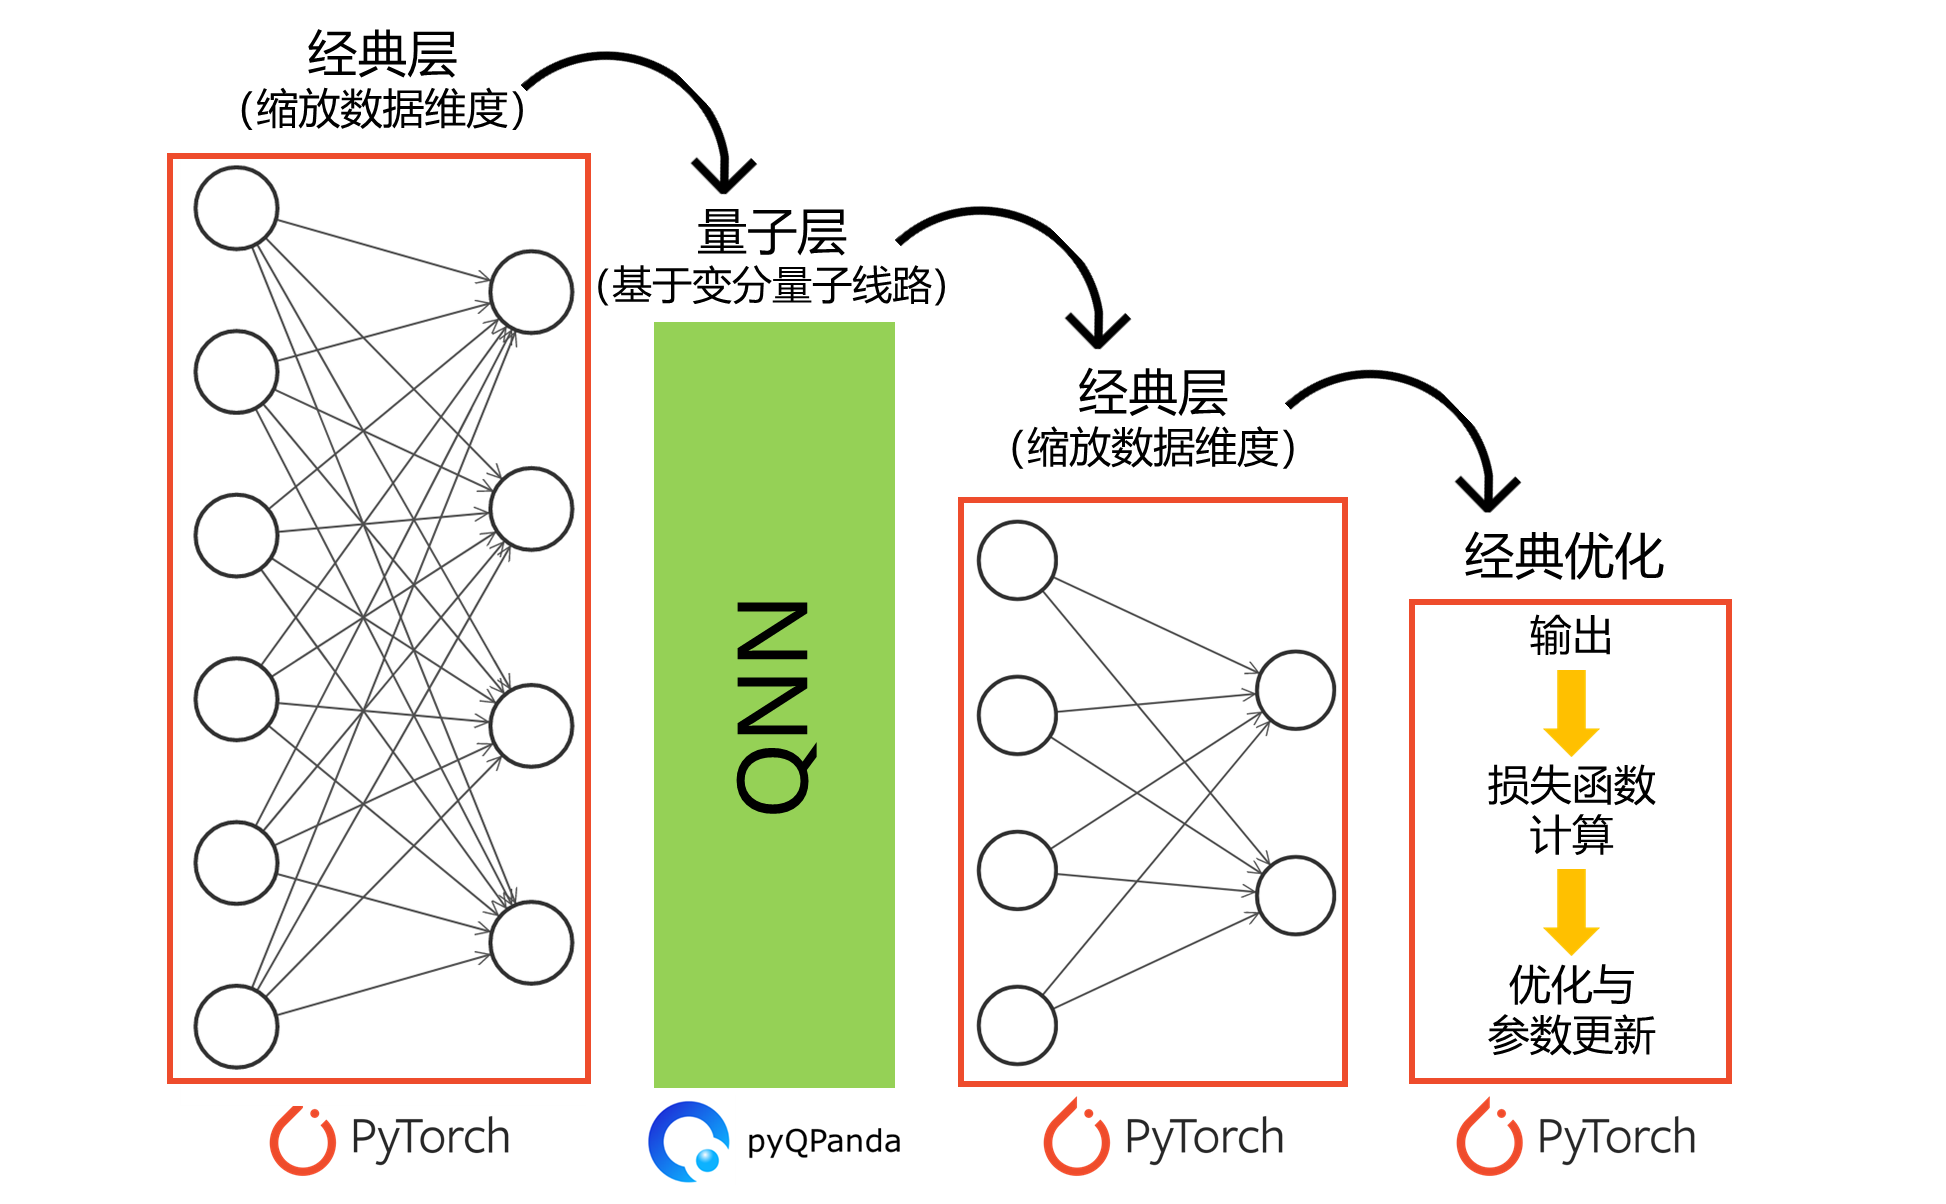 经典层
(缩放数据维度)
量子层
(基于变分量子线路)
QNN
经典层
(缩放数据维度)
经典优化
输出
损失函数
计算
优化与
参数更新
PyTorch
pyQPanda
PyTorch
PyTorch